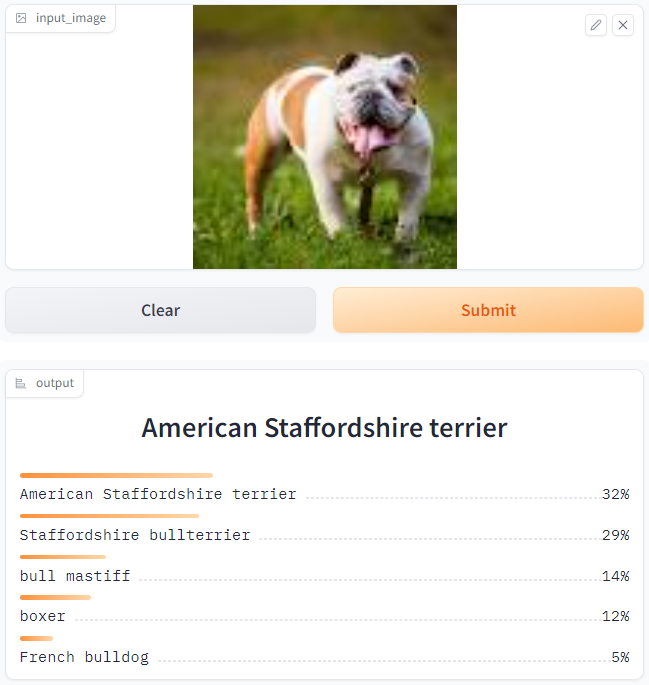 input_image
Clear
Submit
output
American Staffordshire terrier
American Staffordshire terrier 32%
Staffordshire bullterrier 29%
bull mastiff 14%
boxer 12%
French bulldog 5%